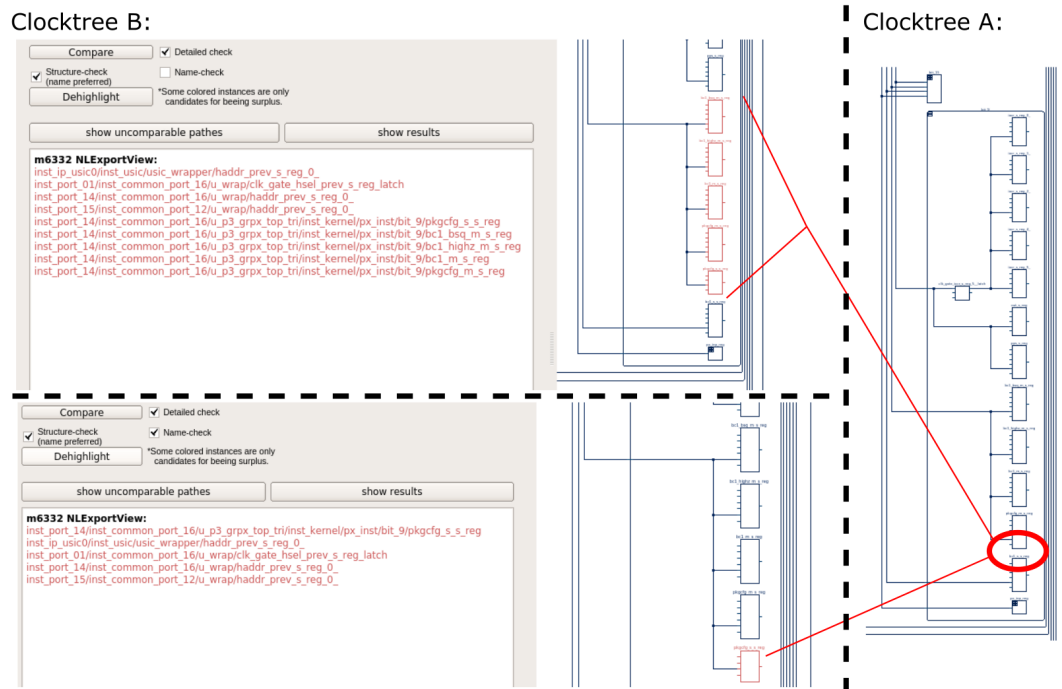 Clocktree B:
Clocktree A:
Compare
Detailed check
Structure-check
(name preferred)
Name-check
Dehighlight
*Some colored instances are only
candidates for beeing surplus.
show uncomparable pathes
show results
m6332 NLExportView:
inst_ip_usic0/inst_usic/usic_wrapper/haddr_prev_s_reg_0_
inst_port_01/inst_common_port_16/u_wrap/clk_gate_hsel_prev_s_reg_latch
inst_port_14/inst_common_port_16/u_wrap/haddr_prev_s_reg_0_
inst_port_15/inst_common_port_12/u_wrap/haddr_prev_s_reg_0_
inst_port_14/inst_common_port_16/u_p3_grpx_top_tri/inst_kernel/px_inst/bit_9/pkgcfg_s_s_reg
inst_port_14/inst_common_port_16/u_p3_grpx_top_tri/inst_kernel/px_inst/bit_9/bc1_bsq_m_s_reg
inst_port_14/inst_common_port_16/u_p3_grpx_top_tri/inst_kernel/px_inst/bit_9/bc1_highz_m_s_reg
inst_port_14/inst_common_port_16/u_p3_grpx_top_tri/inst_kernel/px_inst/bit_9/bc1_m_s_reg
inst_port_14/inst_common_port_16/u_p3_grpx_top_tri/inst_kernel/px_inst/bit_9/pkgcfg_m_s_reg
Compare
Detailed check
Structure-check
(name preferred)
Name-check
Dehighlight
*Some colored instances are only
candidates for beeing surplus.
show uncomparable pathes
show results
m6332 NLExportView:
inst_port_14/inst_common_port_16/u_p3_grpx_top_tri/inst_kernel/px_inst/bit_9/pkgcfg_s_s_reg
inst_ip_usic0/inst_usic/usic_wrapper/haddr_prev_s_reg_0_
inst_port_01/inst_common_port_16/u_wrap/clk_gate_hsel_prev_s_reg_latch
inst_port_14/inst_common_port_16/u_wrap/haddr_prev_s_reg_0_
inst_port_15/inst_common_port_12/u_wrap/haddr_prev_s_reg_0_
bc1_bsq_m_s_reg
bc1_highz_m_s_reg
bc1_m_s_reg
pkgcfg_m_s_reg
pkgcfg_s_s_reg